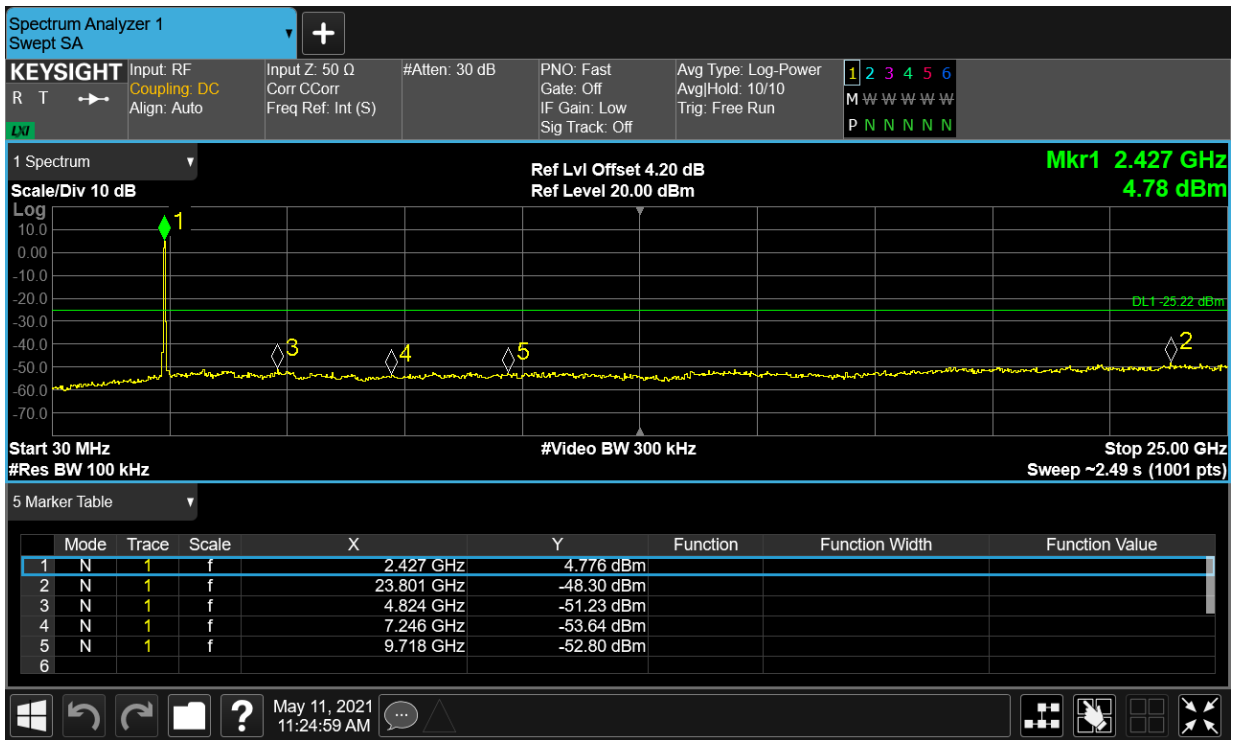 Spectrum Analyzer 1
Swept SA
+
KEYSIGHT
R T
LXI
Input: RF
Coupling: DC
Align: Auto
Input Z: 50 Ω
Corr CCorr
Freq Ref: Int (S)
#Atten: 30 dB
PNO: Fast
Gate: Off
IF Gain: Low
Sig Track: Off
Avg Type: Log-Power
Avg|Hold: 10/10
Trig: Free Run
1 2 3 4 5 6
M W W W W W
P N N N N N
1 Spectrum
Scale/Div 10 dB
Ref Lvl Offset 4.20 dB
Ref Level 20.00 dBm
Mkr1 2.427 GHz
4.78 dBm
Log
10.0
0.00
-10.0
-20.0
-30.0
-40.0
-50.0
-60.0
-70.0
1
DL1 -25.22 dBm
3
4
5
2
Start 30 MHz
#Video BW 300 kHz
Stop 25.00 GHz
#Res BW 100 kHz
Sweep ~2.49 s (1001 pts)
5 Marker Table
Mode Trace Scale X Y Function Function Width Function Value
1 N 1 f 2.427 GHz 4.776 dBm
2 N 1 f 23.801 GHz -48.30 dBm
3 N 1 f 4.824 GHz -51.23 dBm
4 N 1 f 7.246 GHz -53.64 dBm
5 N 1 f 9.718 GHz -52.80 dBm
6
?
May 11, 2021
11:24:59 AM